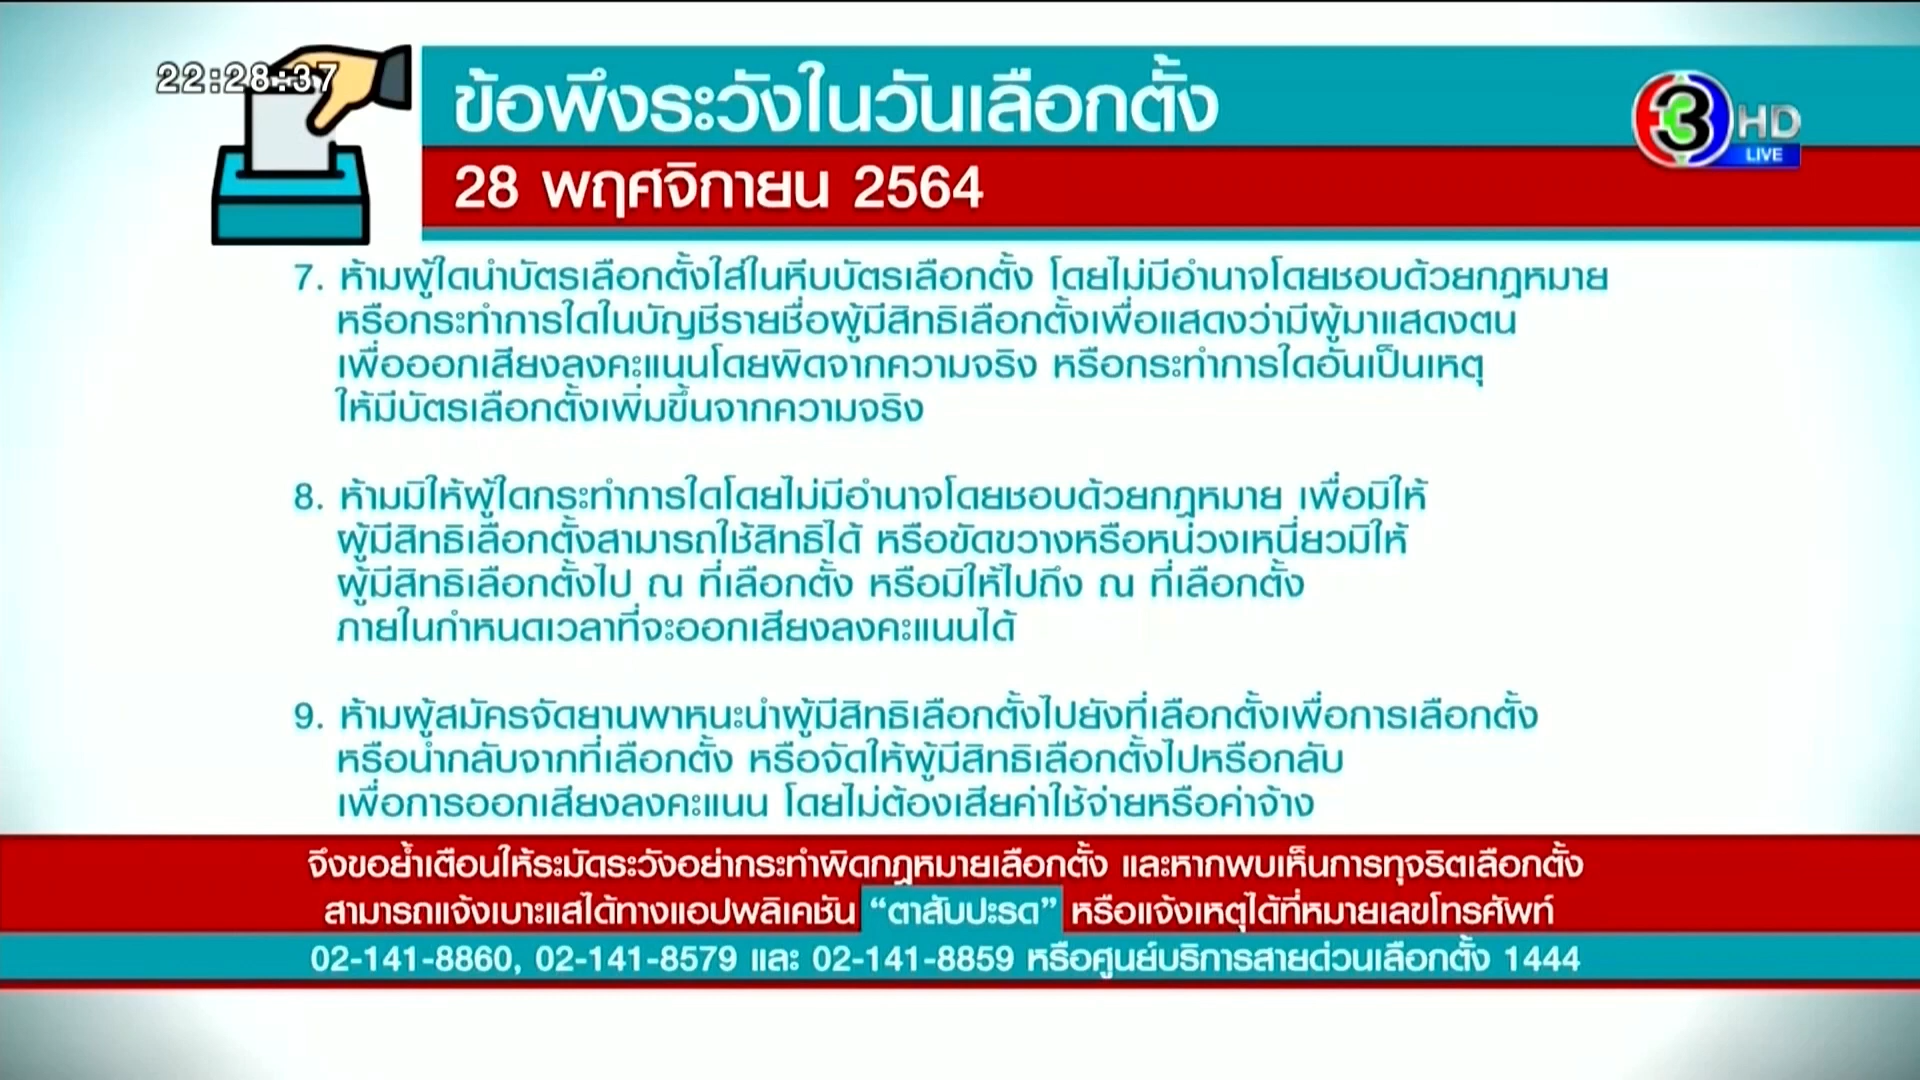 22:28:37
ข้อพึงระวังในวันเลือกตั้ง
3 HD
LIVE
28 พฤศจิกายน 2564
7. ห้ามผู้ใดนำบัตรเลือกตั้งใส่ในหีบบัตรเลือกตั้ง โดยไม่มีอำนาจโดยชอบด้วยกฎหมาย
หรือกระทำการใดในบัญชีรายชื่อผู้มีสิทธิเลือกตั้งเพื่อแสดงว่ามีผู้มาแสดงตน
เพื่อออกเสียงลงคะแนนโดยผิดจากความจริง หรือกระทำการใดอันเป็นเหตุ
ให้มีบัตรเลือกตั้งเพิ่มขึ้นจากความจริง
8. ห้ามมิให้ผู้ใดกระทำการใดโดยไม่มีอำนาจโดยชอบด้วยกฎหมาย เพื่อมิให้
ผู้มีสิทธิเลือกตั้งสามารถใช้สิทธิได้ หรือขัดขวางหรือหน่วงเหนี่ยวมิให้
ผู้มีสิทธิเลือกตั้งไป ณ ที่เลือกตั้ง หรือมิให้ไปถึง ณ ที่เลือกตั้ง
ภายในกำหนดเวลาที่จะออกเสียงลงคะแนนได้
9. ห้ามผู้สมัครจัดยานพาหนะนำผู้มีสิทธิเลือกตั้งไปยังที่เลือกตั้งเพื่อการเลือกตั้ง
หรือนำกลับจากที่เลือกตั้ง หรือจัดให้ผู้มีสิทธิเลือกตั้งไปหรือกลับ
เพื่อการออกเสียงลงคะแนน โดยไม่ต้องเสียค่าใช้จ่ายหรือค่าจ้าง
จึงขอย้ำเตือนให้ระมัดระวังอย่ากระทำผิดกฎหมายเลือกตั้ง และหากพบเห็นการทุจริตเลือกตั้ง
สามารถแจ้งเบาะแสได้ทางแอปพลิเคชัน “ตาสับปะรด” หรือแจ้งเหตุได้ที่หมายเลขโทรศัพท์
02-141-8860, 02-141-8579 และ 02-141-8859 หรือศูนย์บริการสายด่วนเลือกตั้ง 1444